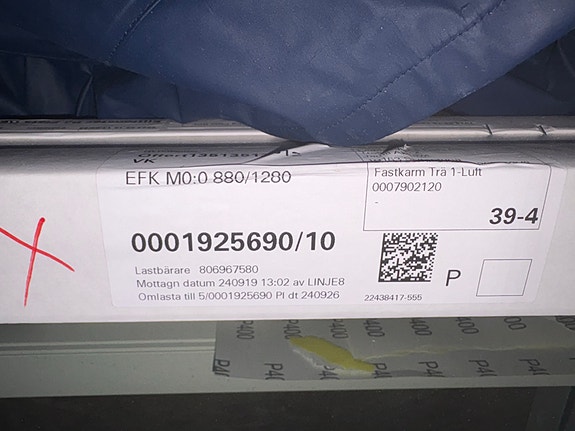 VK
EFK M0:0 880/1280
Fastkarm Trä 1-Luft
0007902120
-
39-4
0001925690/10
Lastbärare 806967580
Mottagn datum 240919 13:02 av LINJE8
Omlasta till 5/0001925690 Pl dt 240926
22438417-555
P
P400